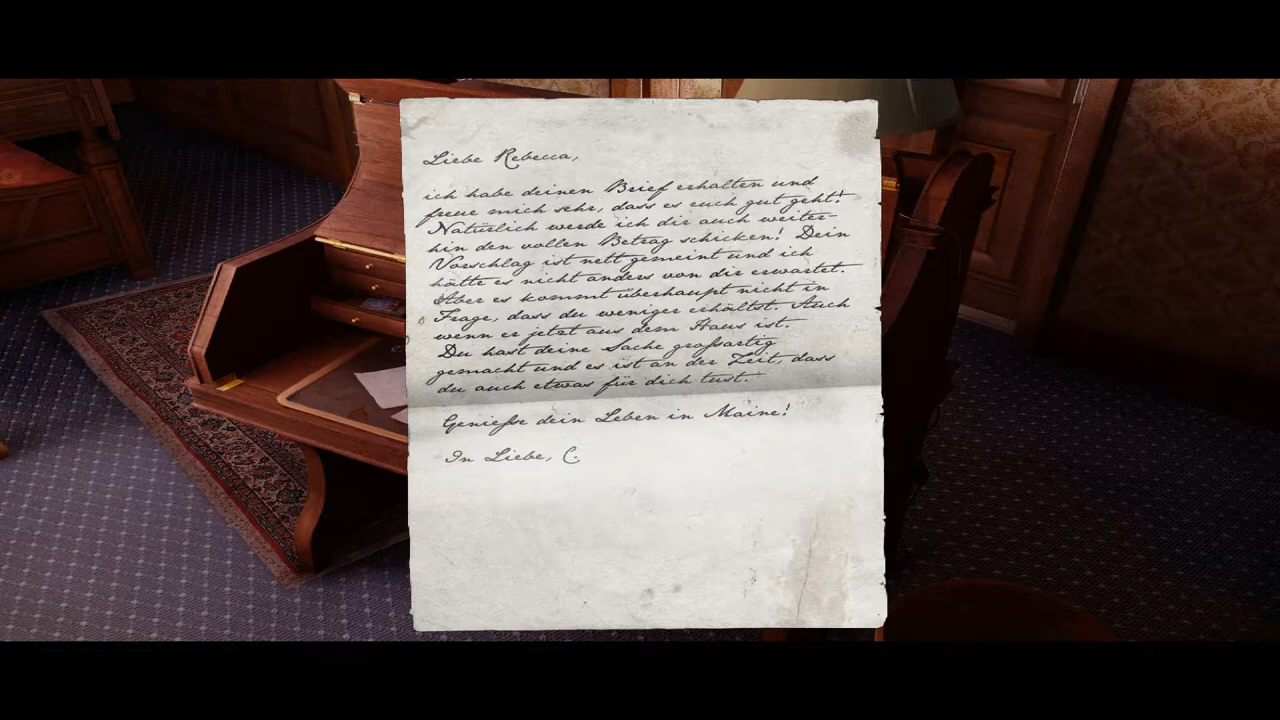 Liebe Rebecca,
ich habe deinen Brief erhalten und
freue mich sehr, dass es euch gut geht!
Natürlich werde ich dir auch weiter-
hin den vollen Betrag schicken! Dein
Vorschlag ist nett gemeint und ich
hätte es nicht anders von dir erwartet.
Aber es kommt überhaupt nicht in
Frage, dass du weniger erhältst. Auch
wenn er jetzt aus dem Haus ist.
Du hast deine Sache großartig
gemacht und es ist an der Zeit, dass
du auch etwas für dich tust.
Genieße dein Leben in Maine!
In Liebe, C.